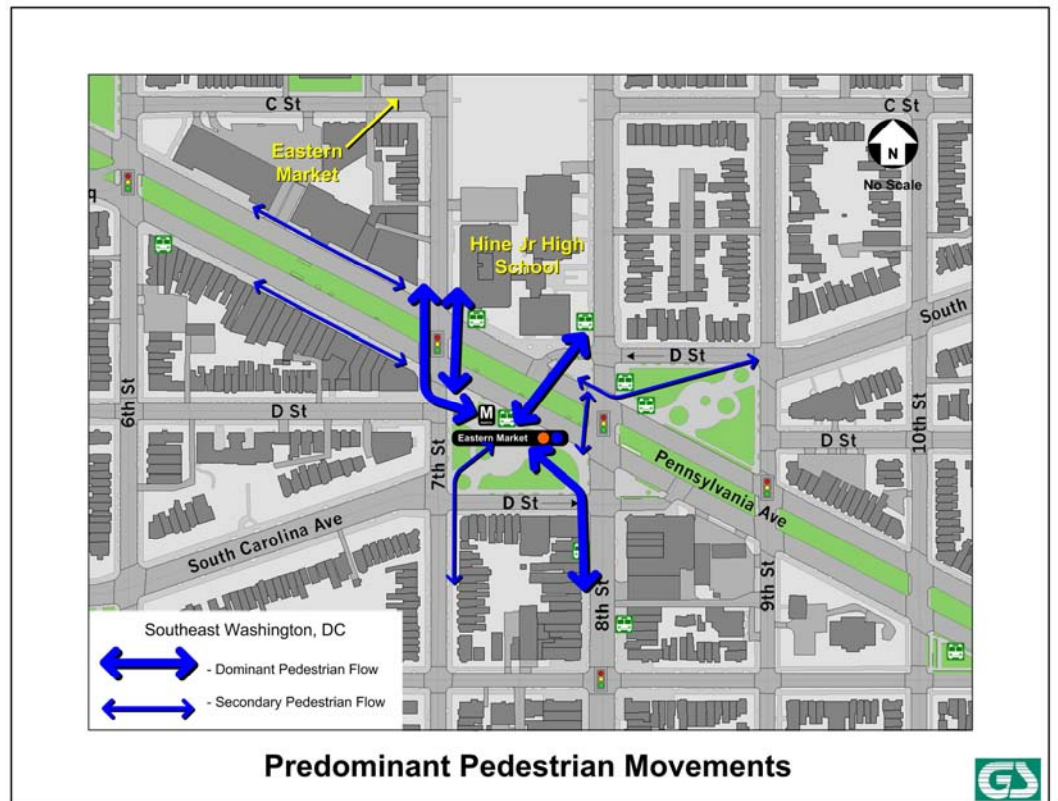 C St
C St
Eastern
Market
N
No Scale
q
Hine Jr High
School
South
D St
6th St
D St
M
Eastern Market
7th St
10th St
D St
Pennsylvania Ave
D St
South Carolina Ave
8th St
9th St
Southeast Washington, DC
- Dominant Pedestrian Flow
- Secondary Pedestrian Flow
Predominant Pedestrian Movements
GS